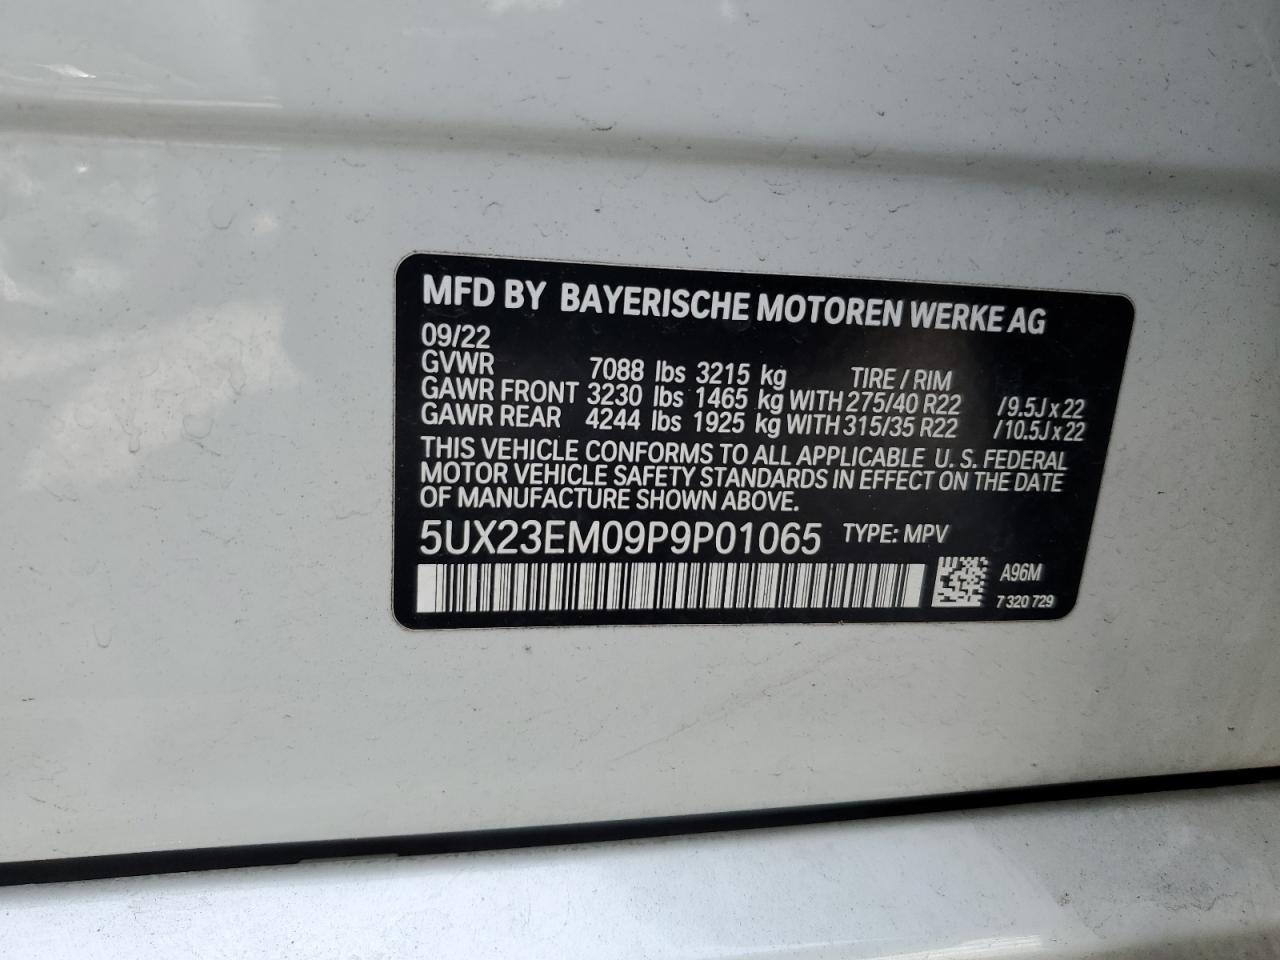 MFD BY BAYERISCHE MOTOREN WERKE AG
09/22
GVWR 7088 lbs 3215 kg TIRE / RIM
GAWR FRONT 3230 lbs 1465 kg WITH 275/40 R22 /9.5J x 22
GAWR REAR 4244 lbs 1925 kg WITH 315/35 R22 /10.5J x 22
THIS VEHICLE CONFORMS TO ALL APPLICABLE U. S. FEDERAL
MOTOR VEHICLE SAFETY STANDARDS IN EFFECT ON THE DATE
OF MANUFACTURE SHOWN ABOVE.
5UX23EM09P9P01065 TYPE: MPV
A96M
7 320 729